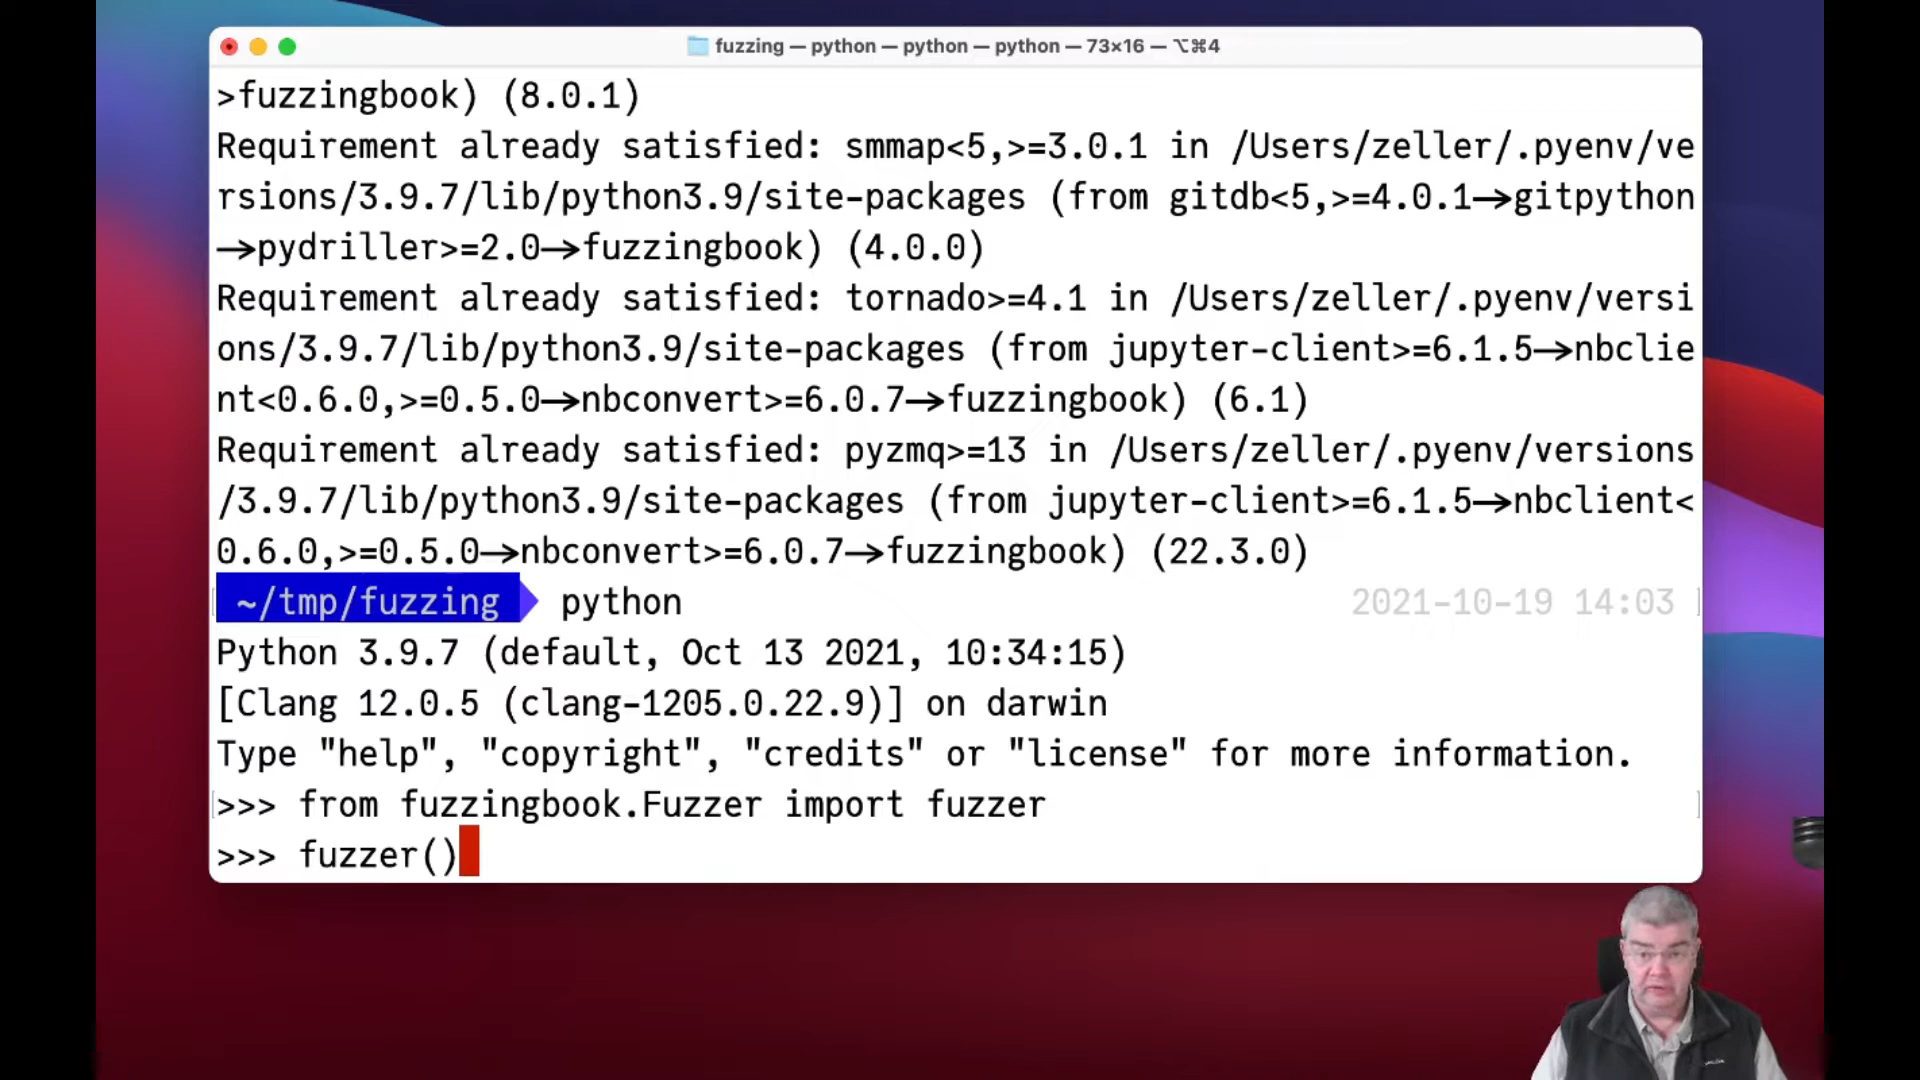 fuzzing — python — python — python — 73×16 — ⌥⌘4
>fuzzingbook) (8.0.1)
Requirement already satisfied: smmap<5,>=3.0.1 in /Users/zeller/.pyenv/ve
rsions/3.9.7/lib/python3.9/site-packages (from gitdb<5,>=4.0.1→gitpython
→pydriller>=2.0→fuzzingbook) (4.0.0)
Requirement already satisfied: tornado>=4.1 in /Users/zeller/.pyenv/versi
ons/3.9.7/lib/python3.9/site-packages (from jupyter-client>=6.1.5→nbclie
nt<0.6.0,>=0.5.0→nbconvert>=6.0.7→fuzzingbook) (6.1)
Requirement already satisfied: pyzmq>=13 in /Users/zeller/.pyenv/versions
/3.9.7/lib/python3.9/site-packages (from jupyter-client>=6.1.5→nbclient<
0.6.0,>=0.5.0→nbconvert>=6.0.7→fuzzingbook) (22.3.0)
~/tmp/fuzzing python 2021-10-19 14:03
Python 3.9.7 (default, Oct 13 2021, 10:34:15)
[Clang 12.0.5 (clang-1205.0.22.9)] on darwin
Type "help", "copyright", "credits" or "license" for more information.
>>> from fuzzingbook.Fuzzer import fuzzer
>>> fuzzer()